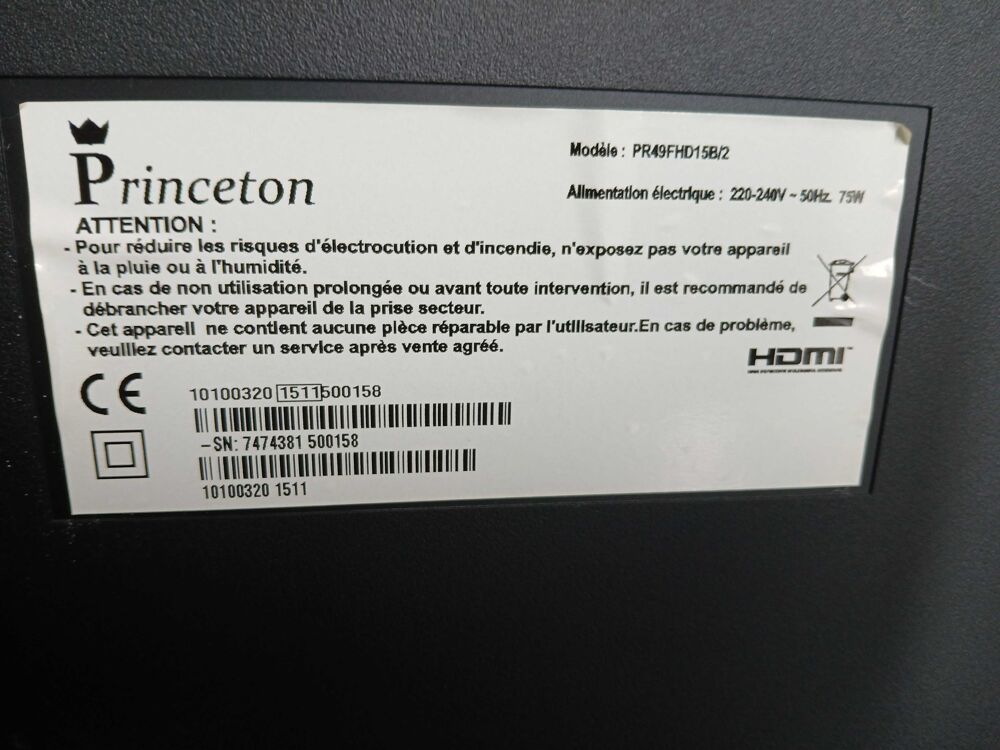 Princeton
Modèle : PR49FHD15B/2
Alimentation électrique : 220-240V ~ 50Hz. 75W
ATTENTION :
- Pour réduire les risques d'électrocution et d'incendie, n'exposez pas votre appareil
à la pluie ou à l'humidité.
- En cas de non utilisation prolongée ou avant toute intervention, il est recommandé de
débrancher votre appareil de la prise secteur.
- Cet appareil ne contient aucune pièce réparable par l'utilisateur.En cas de problème,
veuillez contacter un service après vente agréé.
HDMI™
CE
10100320 1511500158
-SN: 7474381 500158
10100320 1511